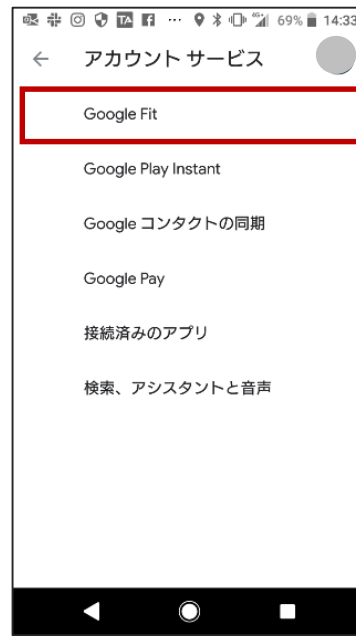 69% 14:33
アカウント サービス
Google Fit
Google Play Instant
Google コンタクトの同期
Google Pay
接続済みのアプリ
検索、アシスタントと音声